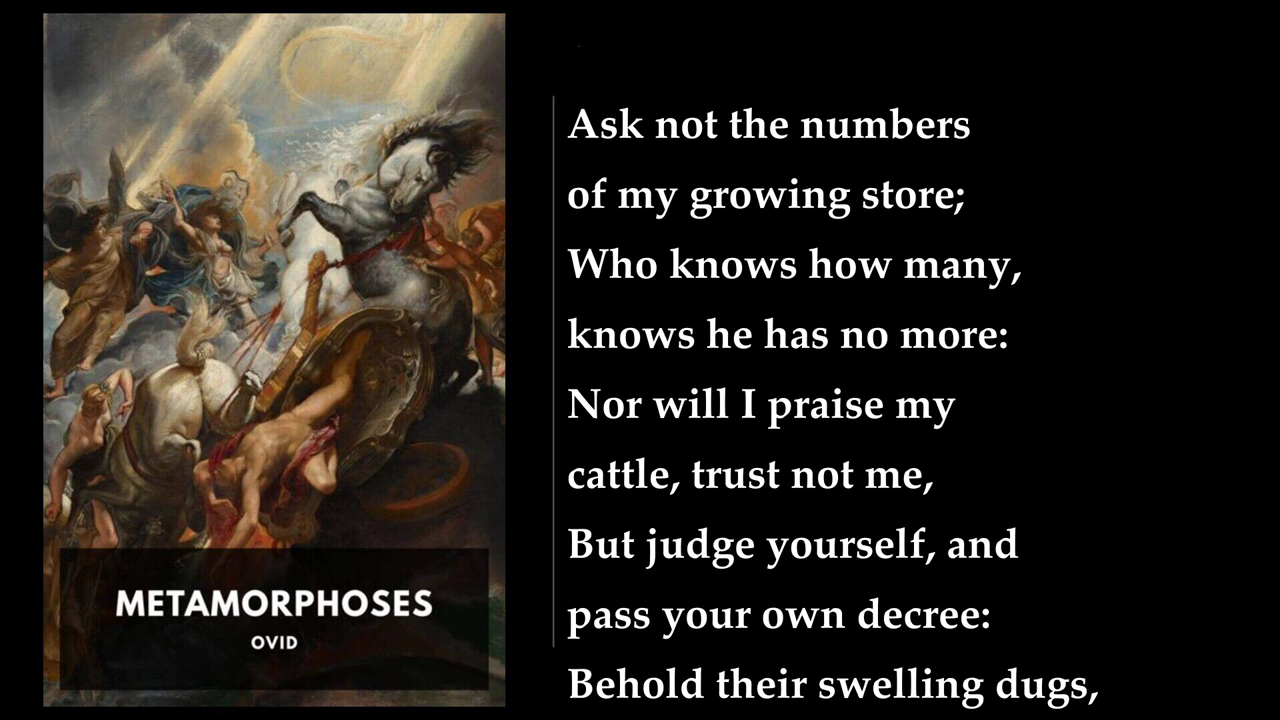 METAMORPHOSES
OVID
Ask not the numbers
of my growing store;
Who knows how many,
knows he has no more:
Nor will I praise my
cattle, trust not me,
But judge yourself, and
pass your own decree:
Behold their swelling dugs,